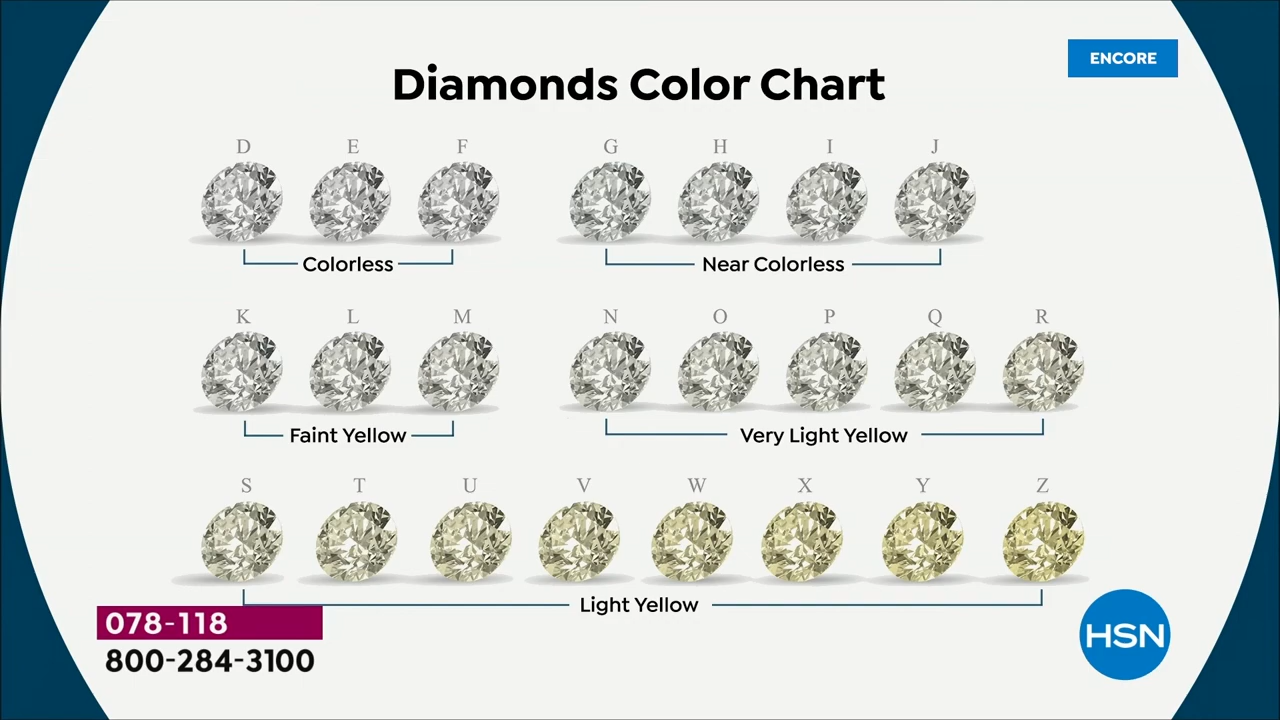 ENCORE
Diamonds Color Chart
D E F G H I J
Colorless Near Colorless
K L M N O P Q R
Faint Yellow Very Light Yellow
S T U V W X Y Z
Light Yellow
078-118
800-284-3100
HSN